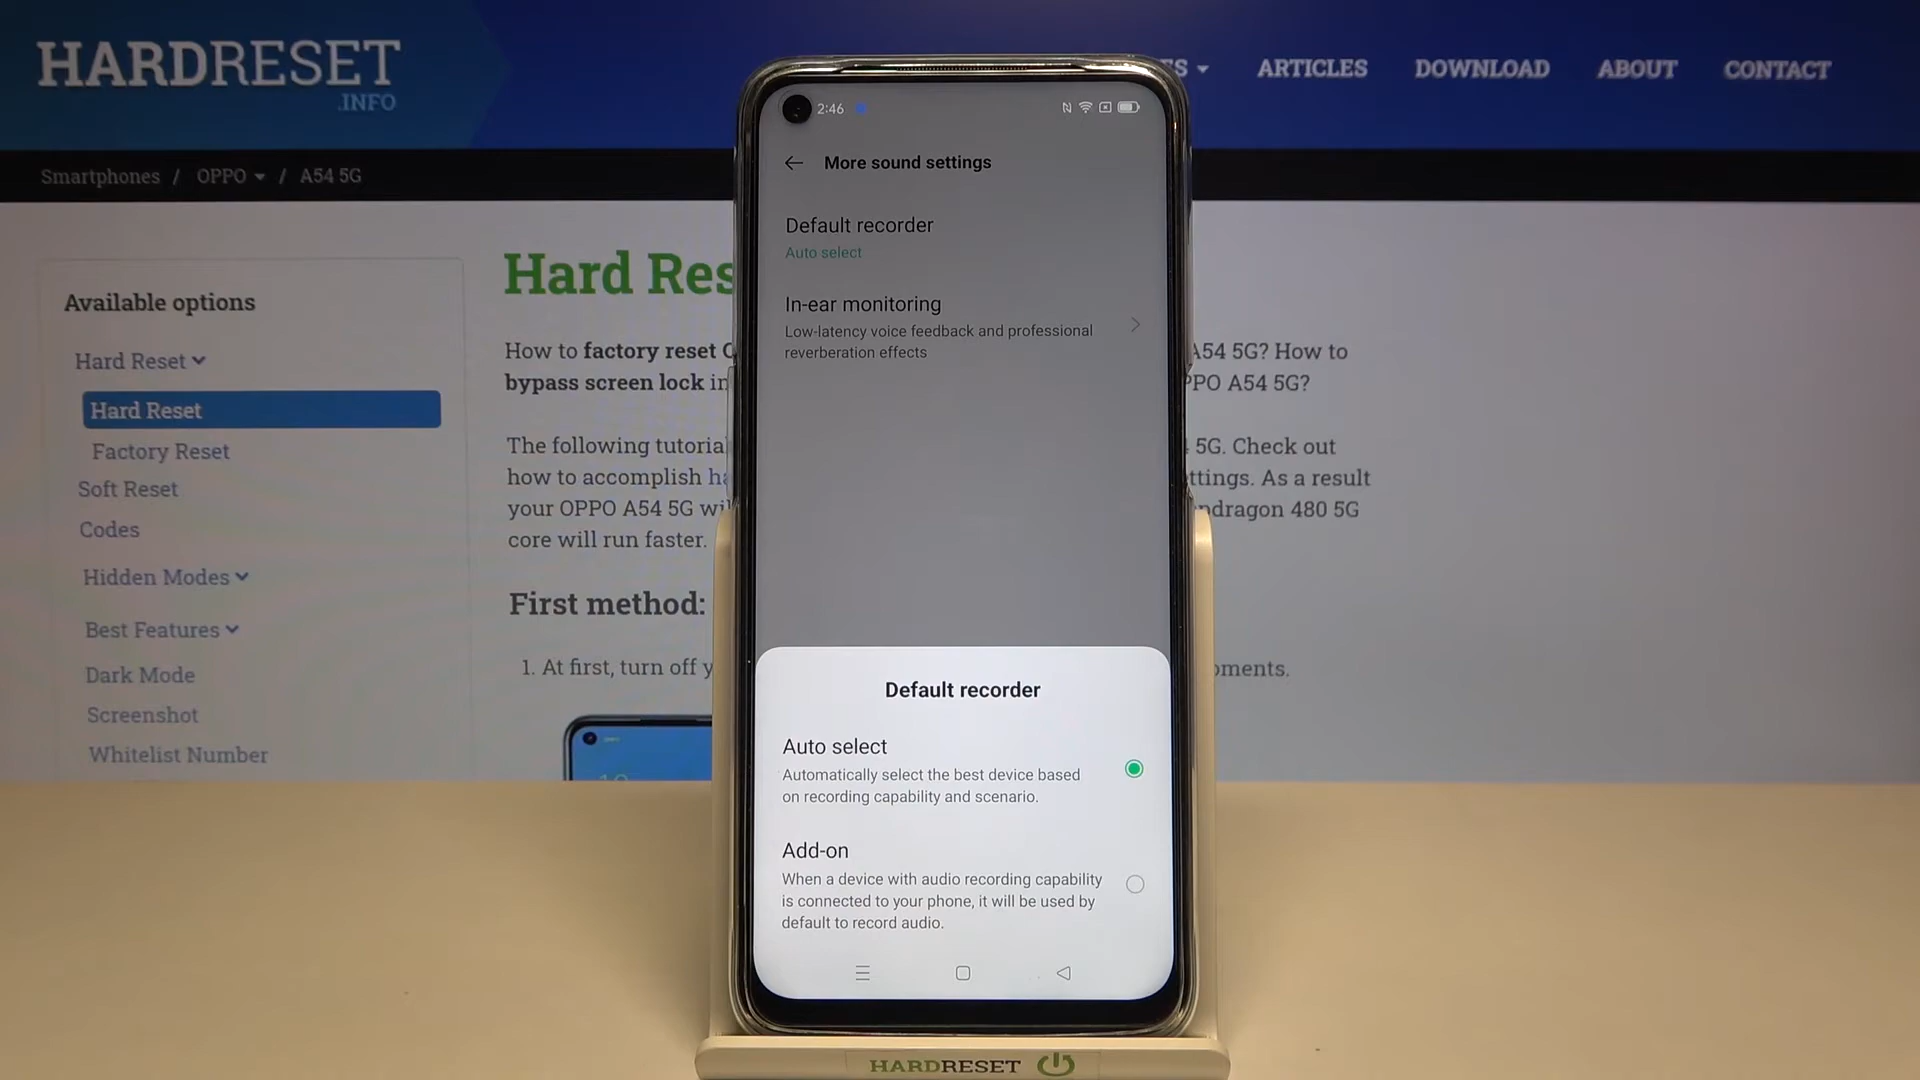 HARDRESET
.INFO
ARTICLES
DOWNLOAD
ABOUT
CONTACT
Smartphones / OPPO / A54 5G
Available options
Hard Reset
Hard Reset
Factory Reset
Soft Reset
Codes
Hidden Modes
Best Features
Dark Mode
Screenshot
Whitelist Number
Hard Res
How to factory reset
A54 5G? How to
bypass screen lock in
PPO A54 5G?
The following tutorial
5G. Check out
how to accomplish
ttings. As a result
your OPPO A54 5G wil
pdragon 480 5G
core will run faster.
First method:
1. At first, turn off y
oments.
2:46
More sound settings
Default recorder
Auto select
In-ear monitoring
Low-latency voice feedback and professional
reverberation effects
Default recorder
Auto select
Automatically select the best device based
on recording capability and scenario.
Add-on
When a device with audio recording capability
is connected to your phone, it will be used by
default to record audio.
HARDRESET